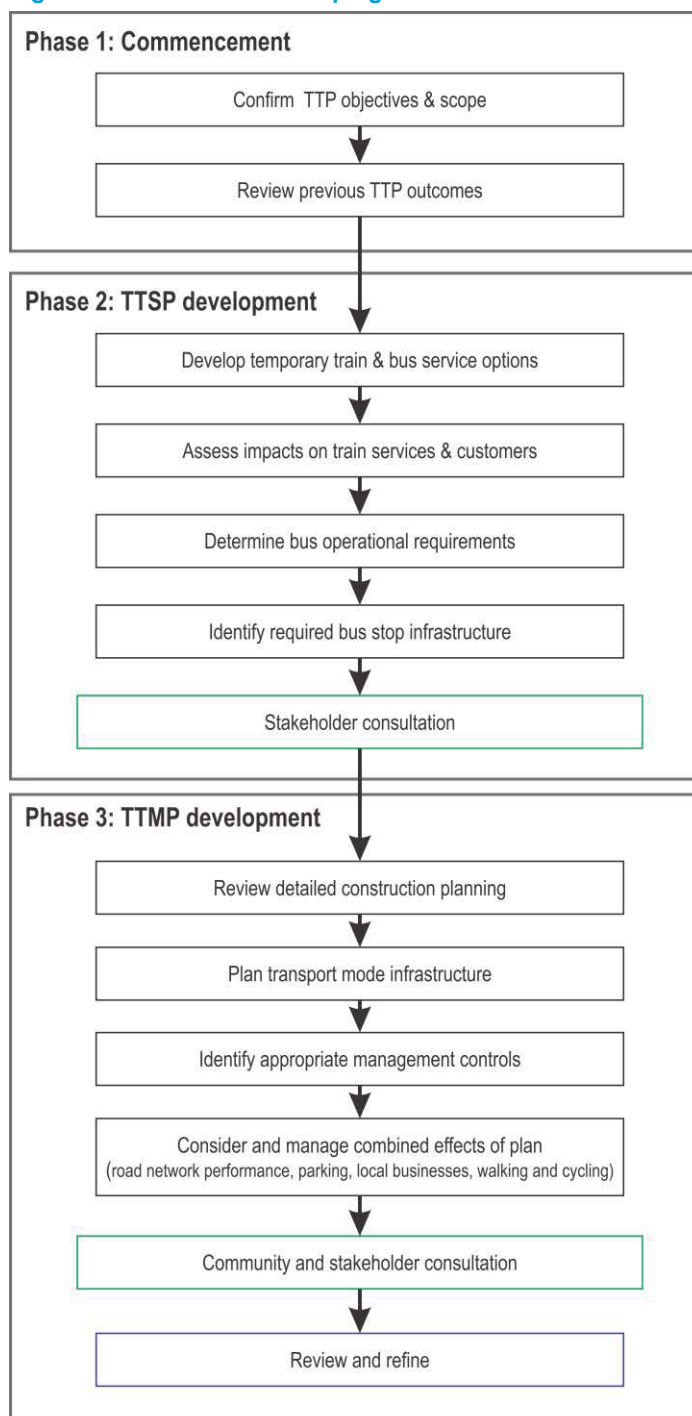 Phase 1: Commencement
Confirm TTP objectives & scope
Review previous TTP outcomes
Phase 2: TTSP development
Develop temporary train & bus service options
Assess impacts on train services & customers
Determine bus operational requirements
Identify required bus stop infrastructure
Stakeholder consultation
Phase 3: TTMP development
Review detailed construction planning
Plan transport mode infrastructure
Identify appropriate management controls
Consider and manage combined effects of plan
(road network performance, parking, local businesses, walking and cycling)
Community and stakeholder consultation
Review and refine